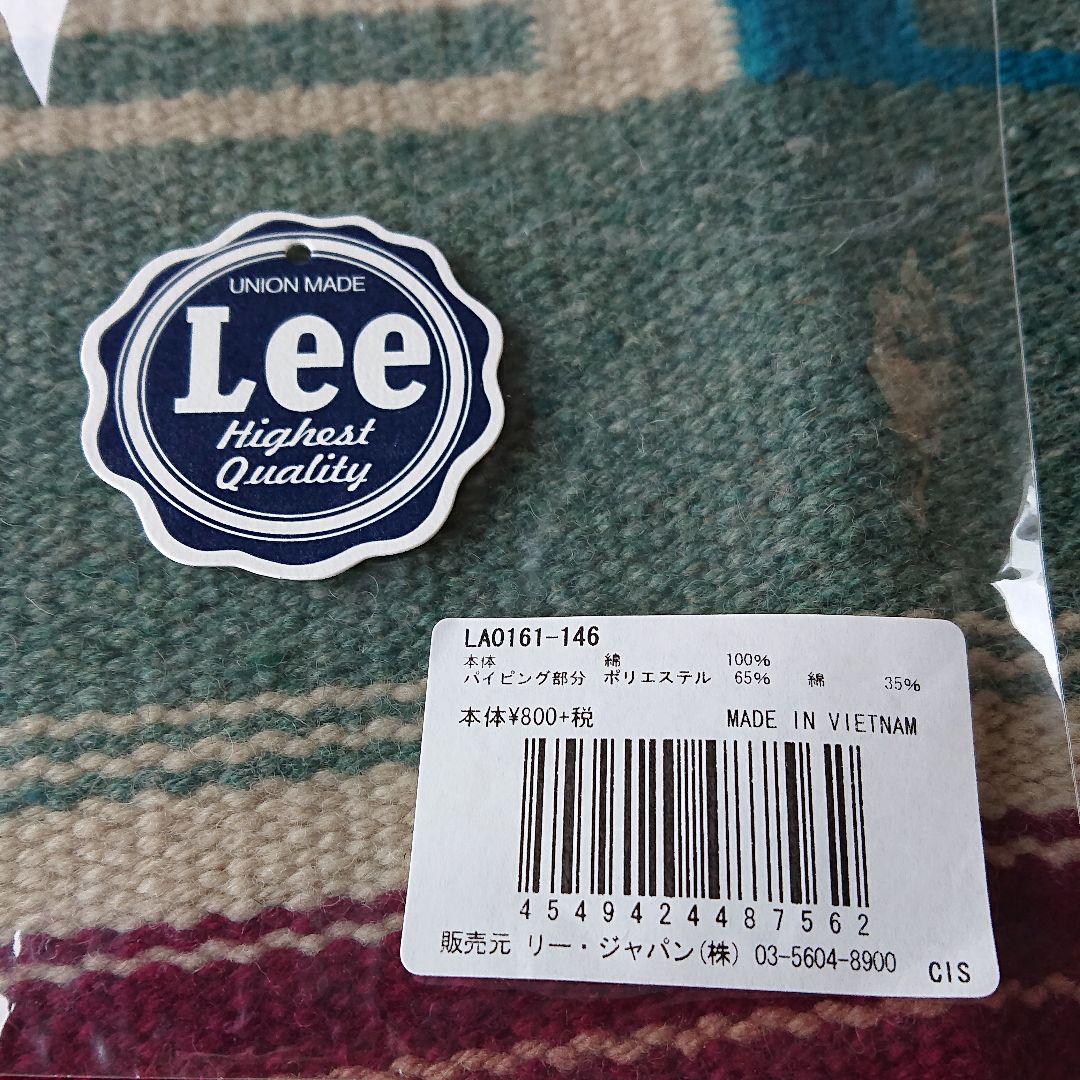 UNION MADE
Lee
Highest
Quality
LA0161-146
本体 綿 100%
パイピング部分 ポリエステル 65% 綿 35%
本体¥800+税 MADE IN VIETNAM
4549424487562
販売元 リー・ジャパン(株) 03-5604-8900 CIS